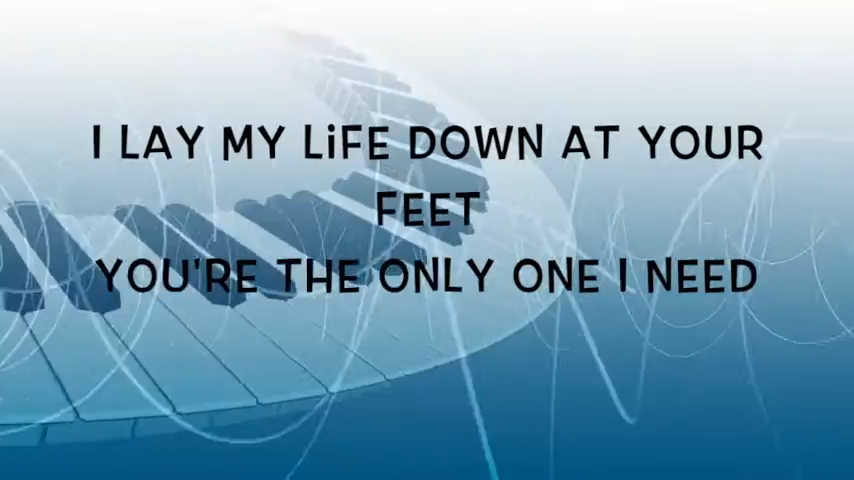 I LAY MY LiFE DOWN AT YOUR
FEET
YOU'RE THE ONLY ONE I NEED